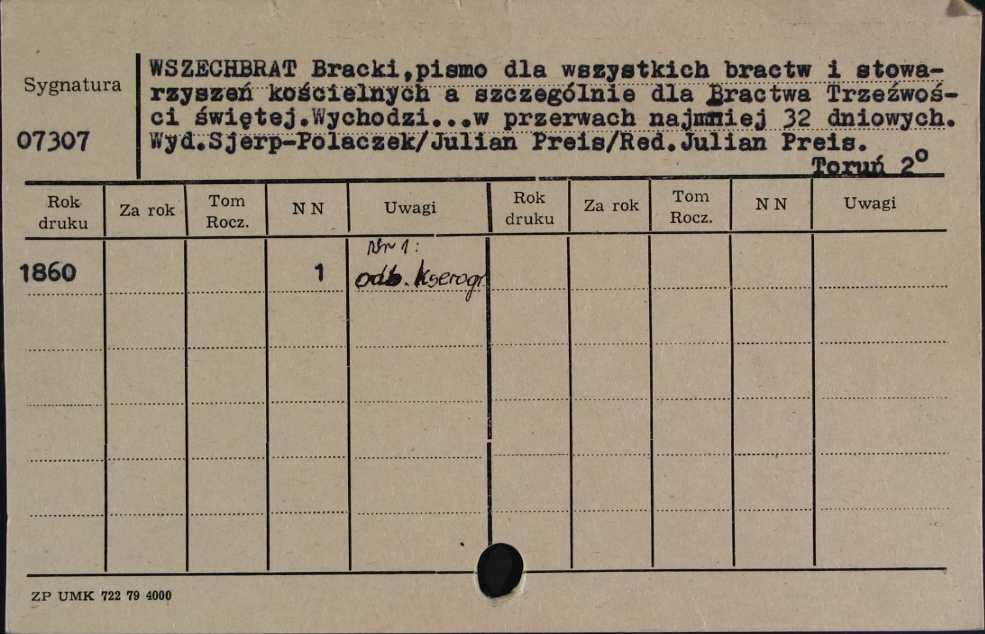 WSZECHBRAT Bracki,pismo dla wszystkich bractw i stowa-
Sygnatura
rzyszeń kościelnych a szczególnie dla Bractwa Trzeźwoś-
ci świętej.Wychodzi...w przerwach najmniej 32 dniowych.
07307
Wyd.Sjerp-Polaczek/Julian Preis/Red.Julian Preis.
Toruń 2º
Rok druku Za rok Tom Rocz. N N Uwagi Rok druku Za rok Tom Rocz. N N Uwagi
Nr 1:
1860 1 odb. kserogr
ZP UMK 722 79 4000